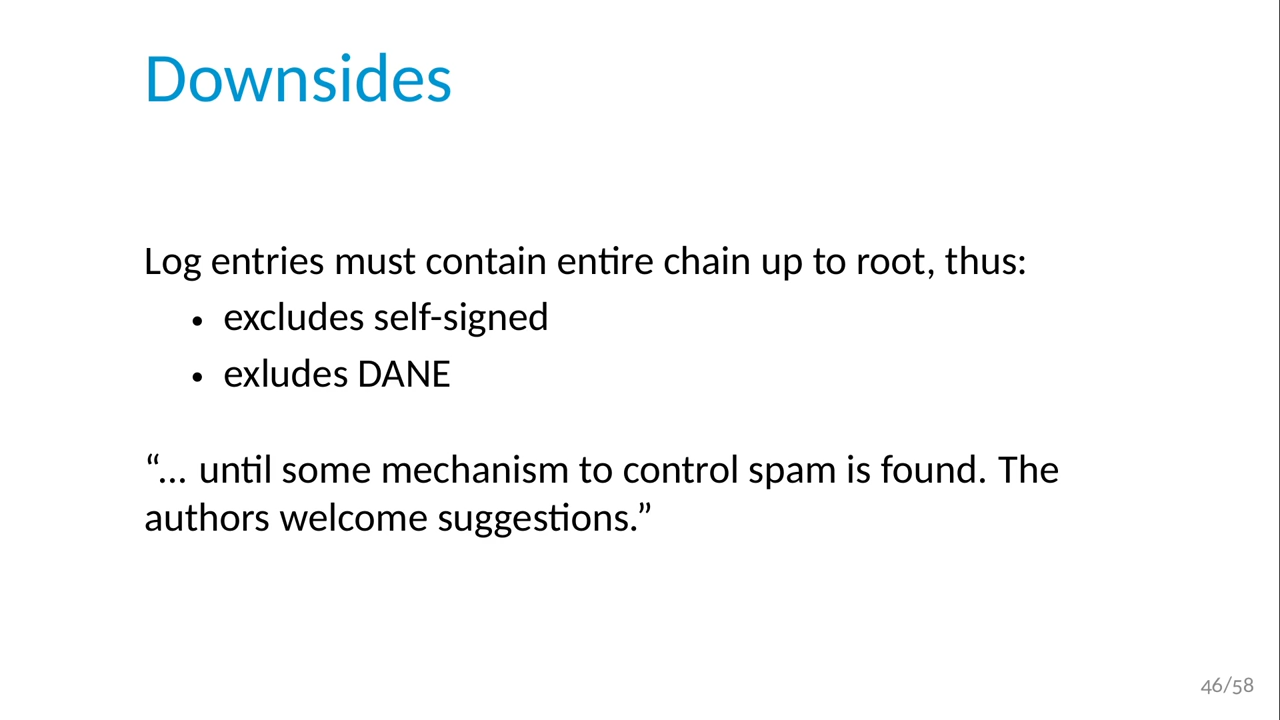 Downsides
Log entries must contain entire chain up to root, thus:
• excludes self-signed
• exludes DANE
“... until some mechanism to control spam is found. The
authors welcome suggestions.”
46/58